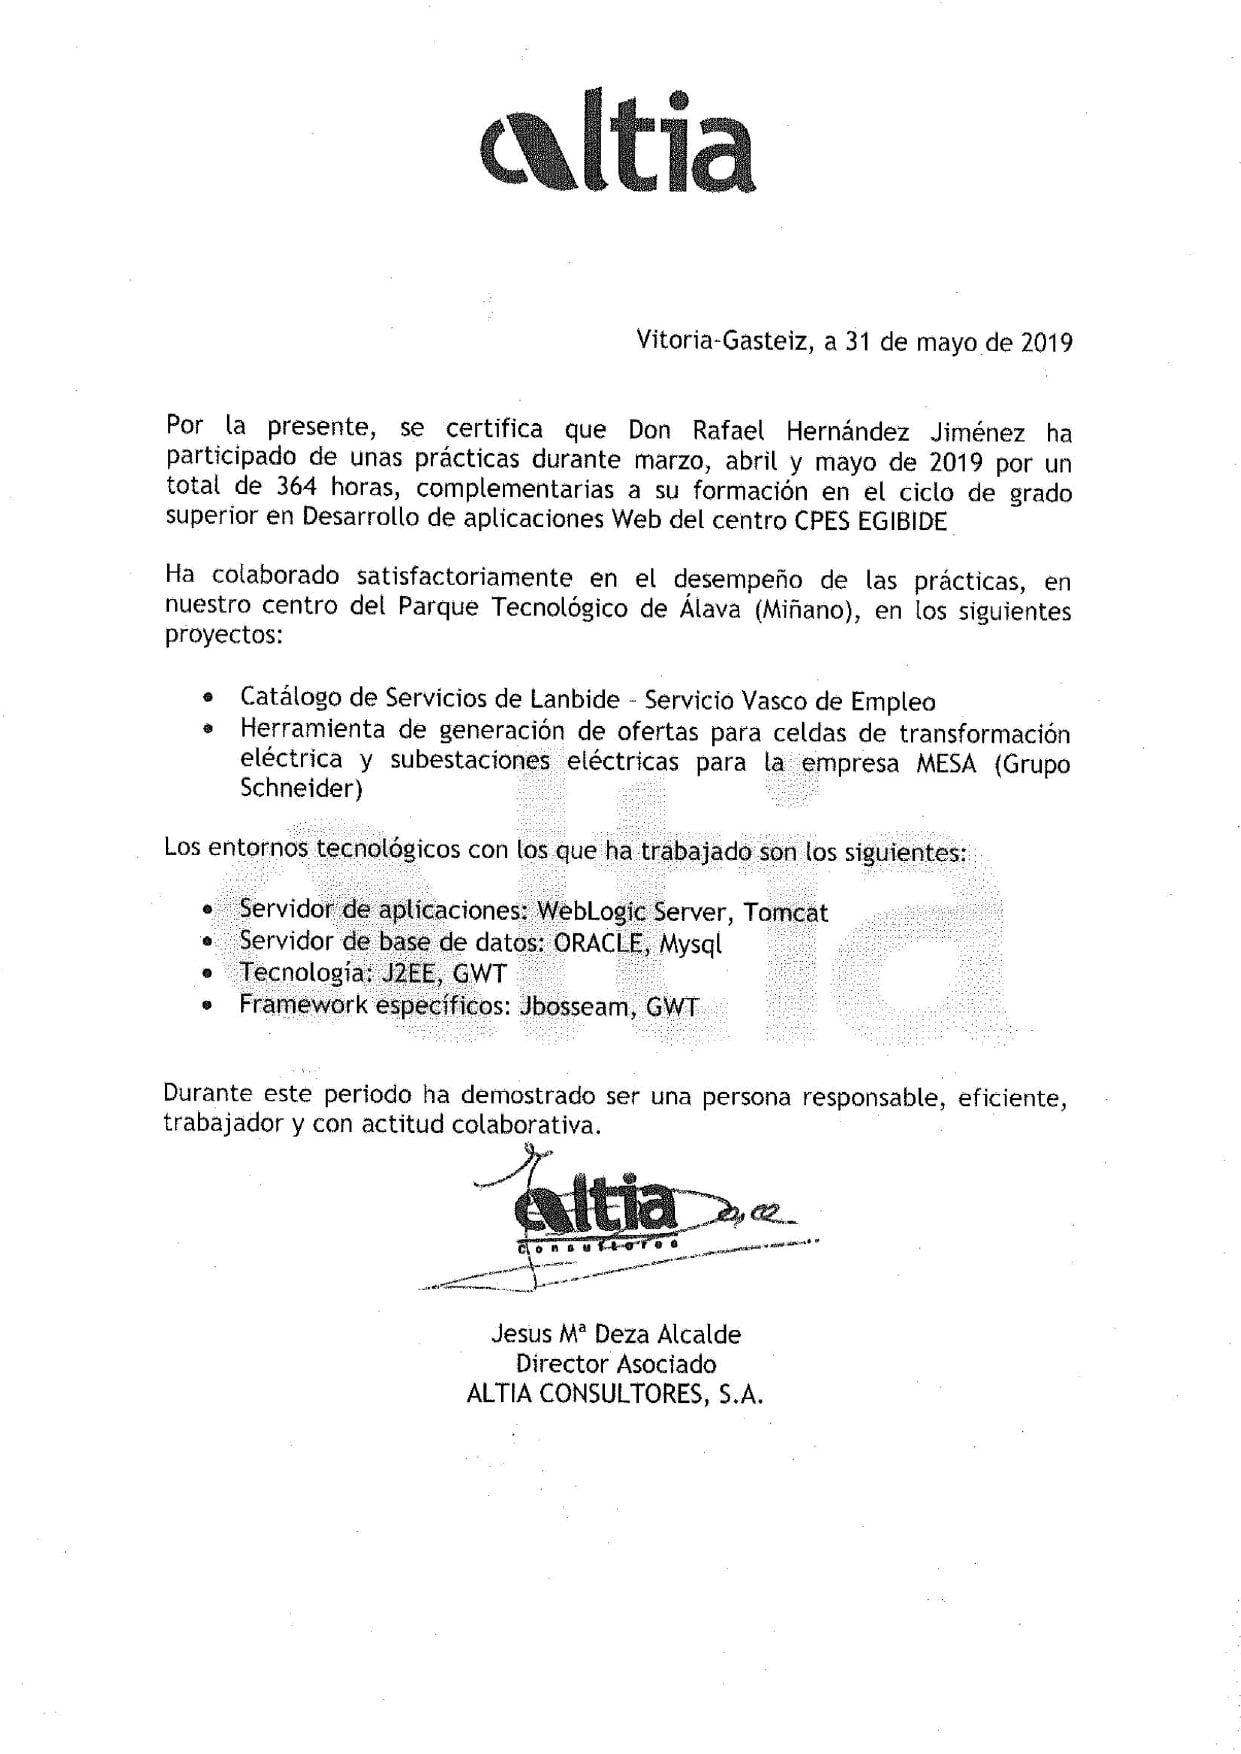 altia
Vitoria-Gasteiz, a 31 de mayo de 2019
Por la presente, se certifica que Don Rafael Hernández Jiménez ha
participado de unas prácticas durante marzo, abril y mayo de 2019 por un
total de 364 horas, complementarias a su formación en el ciclo de grado
superior en Desarrollo de aplicaciones Web del centro CPES EGIBIDE
Ha colaborado satisfactoriamente en el desempeño de las prácticas, en
nuestro centro del Parque Tecnológico de Álava (Miñano), en los siguientes
proyectos:
• Catálogo de Servicios de Lanbide - Servicio Vasco de Empleo
• Herramienta de generación de ofertas para celdas de transformación
eléctrica y subestaciones eléctricas para la empresa MESA (Grupo
Schneider)
altia
Los entornos tecnológicos con los que ha trabajado son los siguientes:
• Servidor de aplicaciones: WebLogic Server, Tomcat
• Servidor de base de datos: ORACLE, Mysql
• Tecnología: J2EE, GWT
• Framework específicos: Jbosseam, GWT
Durante este periodo ha demostrado ser una persona responsable, eficiente,
trabajador y con actitud colaborativa.
altia
consultores
Jesus Mª Deza Alcalde
Director Asociado
ALTIA CONSULTORES, S.A.